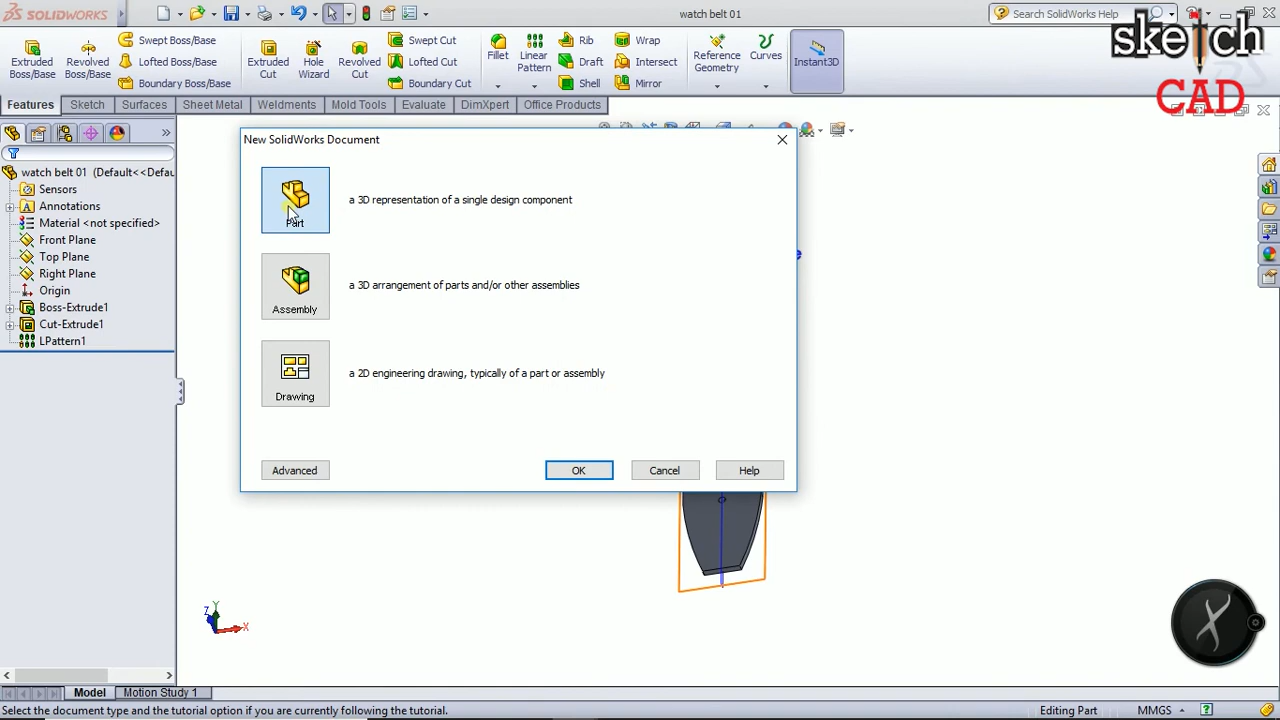 SOLIDWORKS
watch belt 01
Search SolidWorks Help
sketch
CAD
Extruded Boss/Base
Revolved Boss/Base
Swept Boss/Base
Lofted Boss/Base
Boundary Boss/Base
Extruded Cut
Hole Wizard
Revolved Cut
Swept Cut
Lofted Cut
Boundary Cut
Fillet
Linear Pattern
Rib
Draft
Shell
Wrap
Intersect
Mirror
Reference Geometry
Curves
Instant3D
Features
Sketch
Surfaces
Sheet Metal
Weldments
Mold Tools
Evaluate
DimXpert
Office Products
watch belt 01 (Default<<Defau
Sensors
Annotations
Material <not specified>
Front Plane
Top Plane
Right Plane
Origin
Boss-Extrude1
Cut-Extrude1
LPattern1
New SolidWorks Document
Part
a 3D representation of a single design component
Assembly
a 3D arrangement of parts and/or other assemblies
Drawing
a 2D engineering drawing, typically of a part or assembly
Advanced
OK
Cancel
Help
Z
Y
X
Model
Motion Study 1
Select the document type and the tutorial option if you are currently following the tutorial.
Editing Part
MMGS